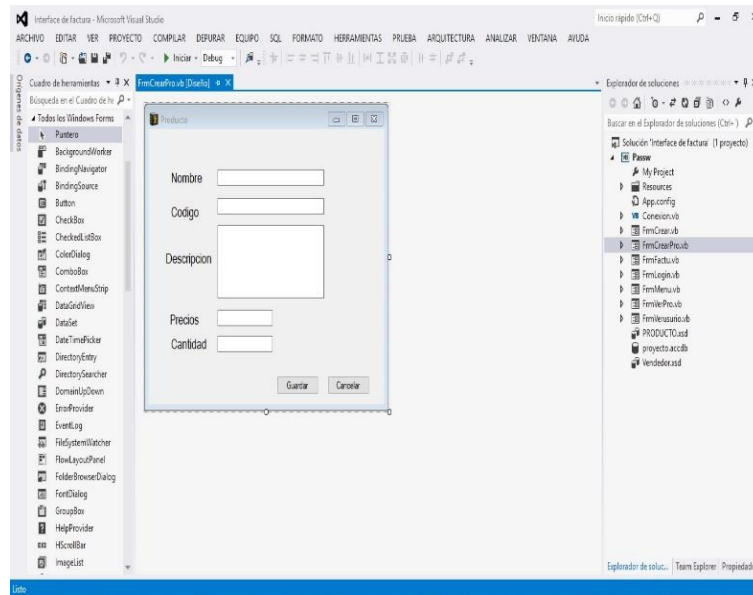 Interface de factura - Microsoft Visual Studio
Inicio rápido (Ctrl+Q)
ARCHIVO EDITAR VER PROYECTO COMPILAR DEPURAR EQUIPO SQL FORMATO HERRAMIENTAS PRUEBA ARQUITECTURA ANALIZAR VENTANA AYUDA
Iniciar Debug
Orígenes de datos
Cuadro de herramientas
Búsqueda en el Cuadro de he
Todos los Windows Forms
Puntero
BackgroundWorker
BindingNavigator
BindingSource
Button
CheckBox
CheckedListBox
ColorDialog
ComboBox
ContextMenuStrip
DataGridView
DataSet
DateTimePicker
DirectoryEntry
DirectorySearcher
DomainUpDown
ErrorProvider
EventLog
FileSystemWatcher
FlowLayoutPanel
FolderBrowserDialog
FontDialog
GroupBox
HelpProvider
HScrollBar
ImageList
FrmCrearPro.vb [Diseño]
Producto
Nombre
Codigo
Descripcion
Precios
Cantidad
Guardar Cancelar
Explorador de soluciones
Buscar en el Explorador de soluciones (Ctrl+)
Solución 'Interface de factura' (1 proyecto)
Passw
My Project
Resources
App.config
Conexion.vb
FrmCrear.vb
FrmCrearPro.vb
FrmFactu.vb
FrmLogin.vb
FrmMenu.vb
FrmVerPro.vb
FrmVerusurio.vb
PRODUCTO.xsd
proyecto.accdb
Vendedor.xsd
Explorador de soluc... Team Explorer Propiedad
Listo